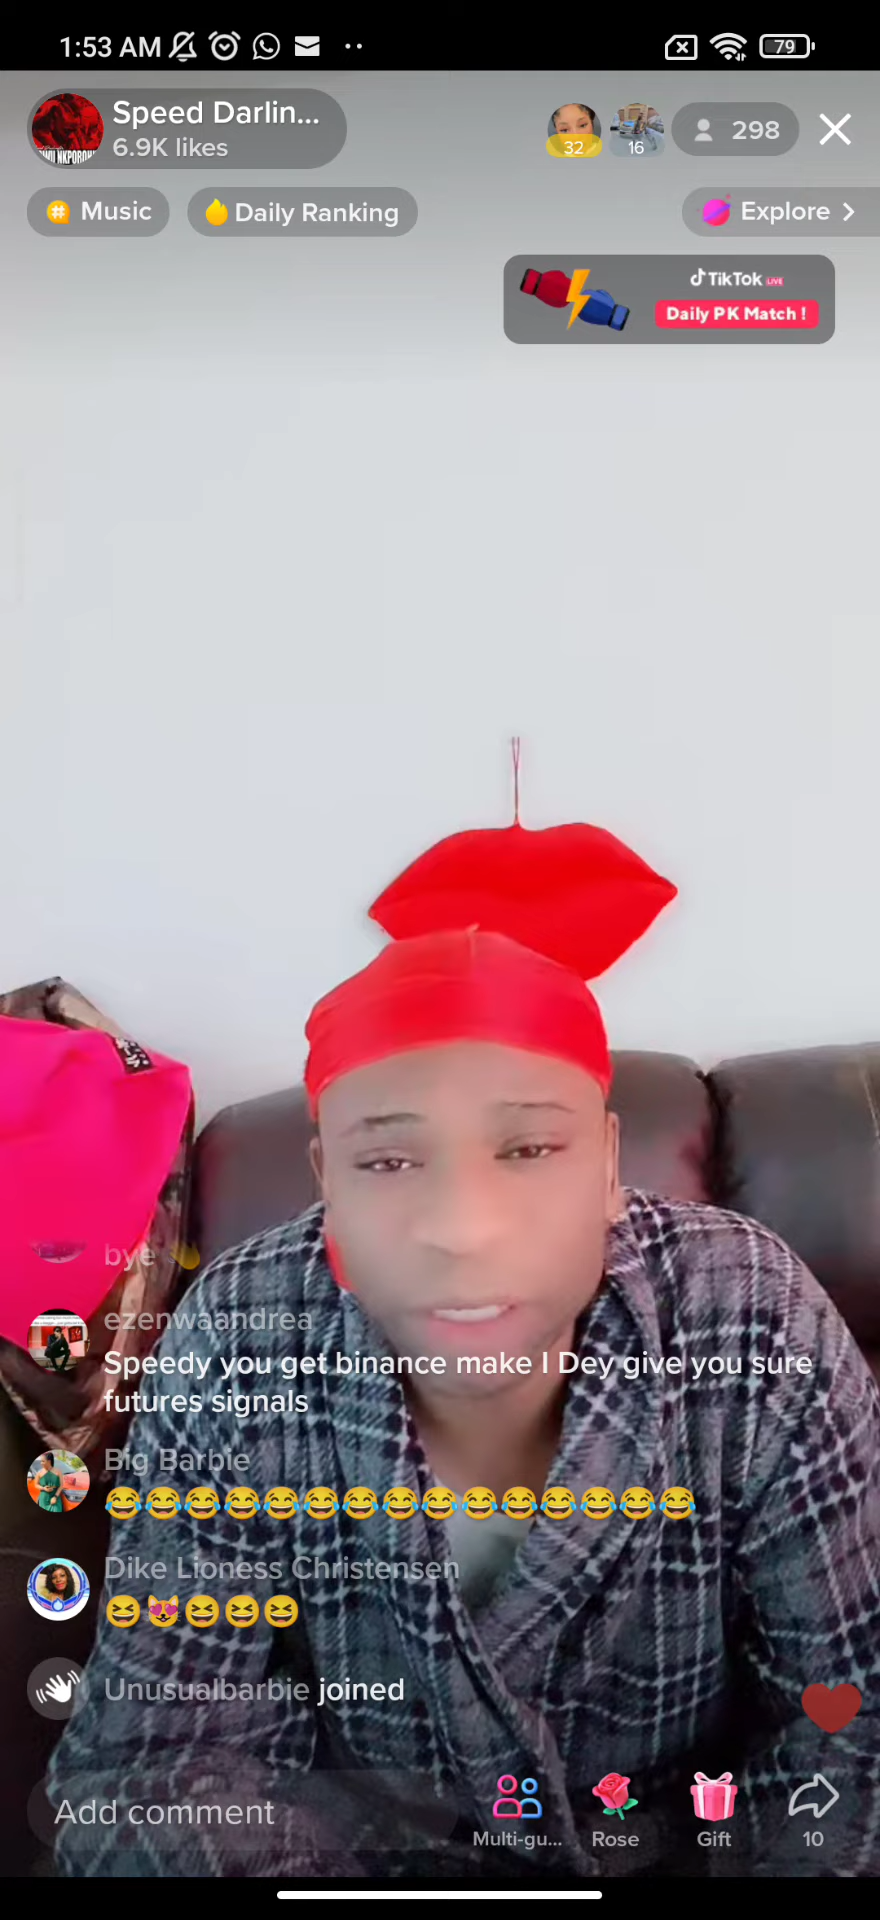 1:53 AM
79
Speed Darlin...
6.9K likes
32
16
298
Music
Daily Ranking
Explore
TikTok LIVE
Daily PK Match !
bye 👋
ezenwaandrea
Speedy you get binance make I Dey give you sure
futures signals
Big Barbie
😂😂😂😂😂😂😂😂😂😂😂😂😂😂😂
Dike Lioness Christensen
😆😻😆😆😆
Unusualbarbie joined
Add comment
Multi-gu...
Rose
Gift
10